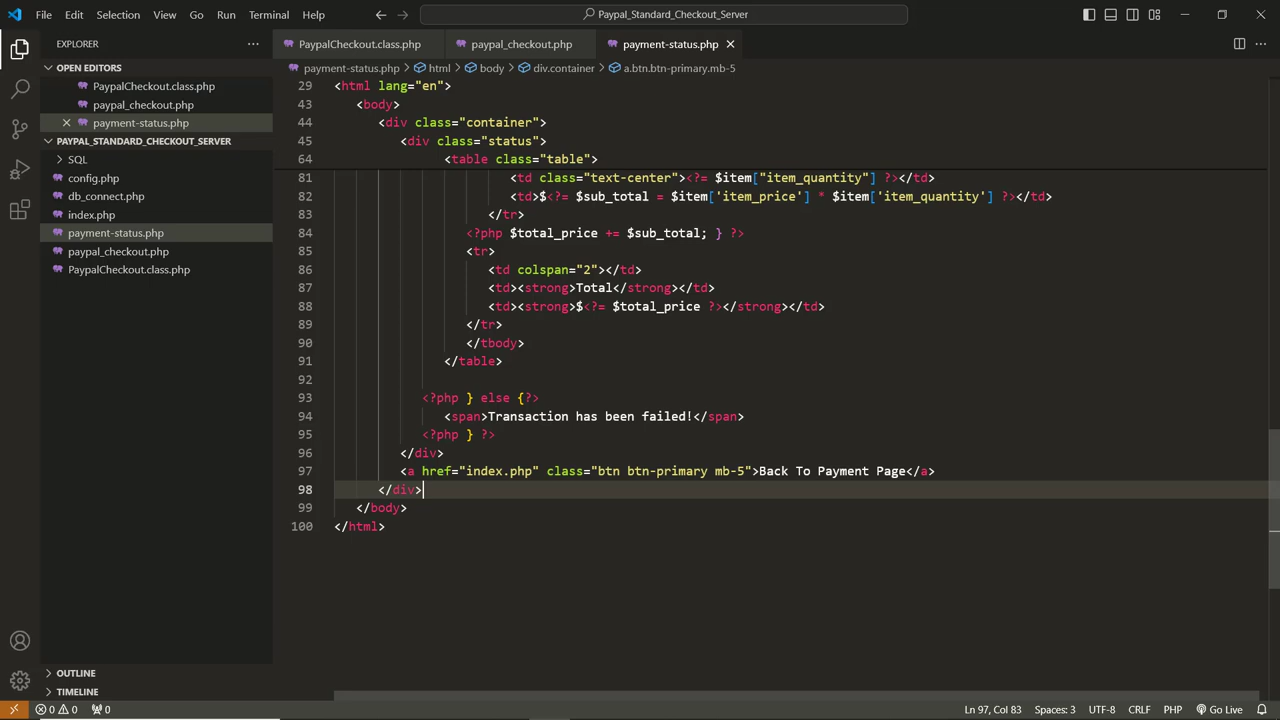 File Edit Selection View Go Run Terminal Help Paypal_Standard_Checkout_Server
EXPLORER
OPEN EDITORS
PaypalCheckout.class.php
paypal_checkout.php
payment-status.php
PAYPAL_STANDARD_CHECKOUT_SERVER
SQL
config.php
db_connect.php
index.php
payment-status.php
paypal_checkout.php
PaypalCheckout.class.php
OUTLINE
TIMELINE
PaypalCheckout.class.php paypal_checkout.php payment-status.php
payment-status.php html body div.container a.btn.btn-primary.mb-5
29 <html lang="en">
43 <body>
44 <div class="container">
45 <div class="status">
64 <table class="table">
81 <td class="text-center"><?= $item["item_quantity"] ?></td>
82 <td>$<?= $sub_total = $item['item_price'] * $item['item_quantity'] ?></td>
83 </tr>
84 <?php $total_price += $sub_total; } ?>
85 <tr>
86 <td colspan="2"></td>
87 <td><strong>Total</strong></td>
88 <td><strong>$<?= $total_price ?></strong></td>
89 </tr>
90 </tbody>
91 </table>
92
93 <?php } else {?>
94 <span>Transaction has been failed!</span>
95 <?php } ?>
96 </div>
97 <a href="index.php" class="btn btn-primary mb-5">Back To Payment Page</a>
98 </div>
99 </body>
100 </html>
0 0 0 Ln 97, Col 83 Spaces: 3 UTF-8 CRLF PHP Go Live